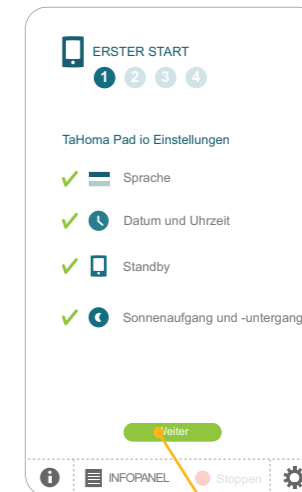 ERSTER START
1 2 3 4
TaHoma Pad io Einstellungen
Sprache
Datum und Uhrzeit
Standby
Sonnenaufgang und -untergang
Weiter
INFOPANEL Stoppen